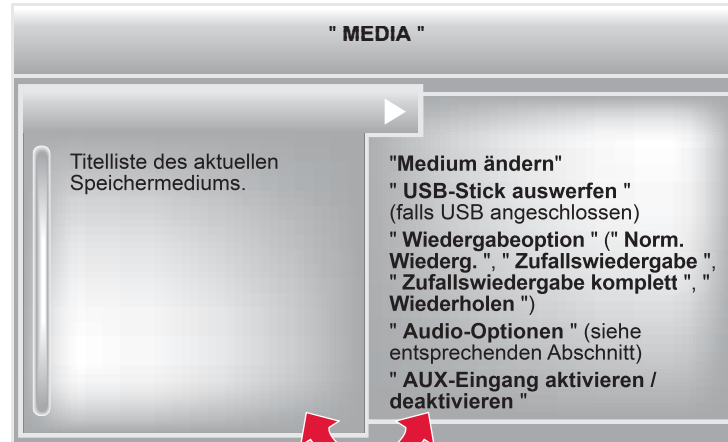 " MEDIA "
Titelliste des aktuellen
Speichermediums.
"Medium ändern"
" USB-Stick auswerfen "
(falls USB angeschlossen)
" Wiedergabeoption " (" Norm.
Wiederg. ", " Zufallswiedergabe ",
" Zufallswiedergabe komplett ", "
Wiederholen ")
" Audio-Optionen " (siehe
entsprechenden Abschnitt)
" AUX-Eingang aktivieren /
deaktivieren "